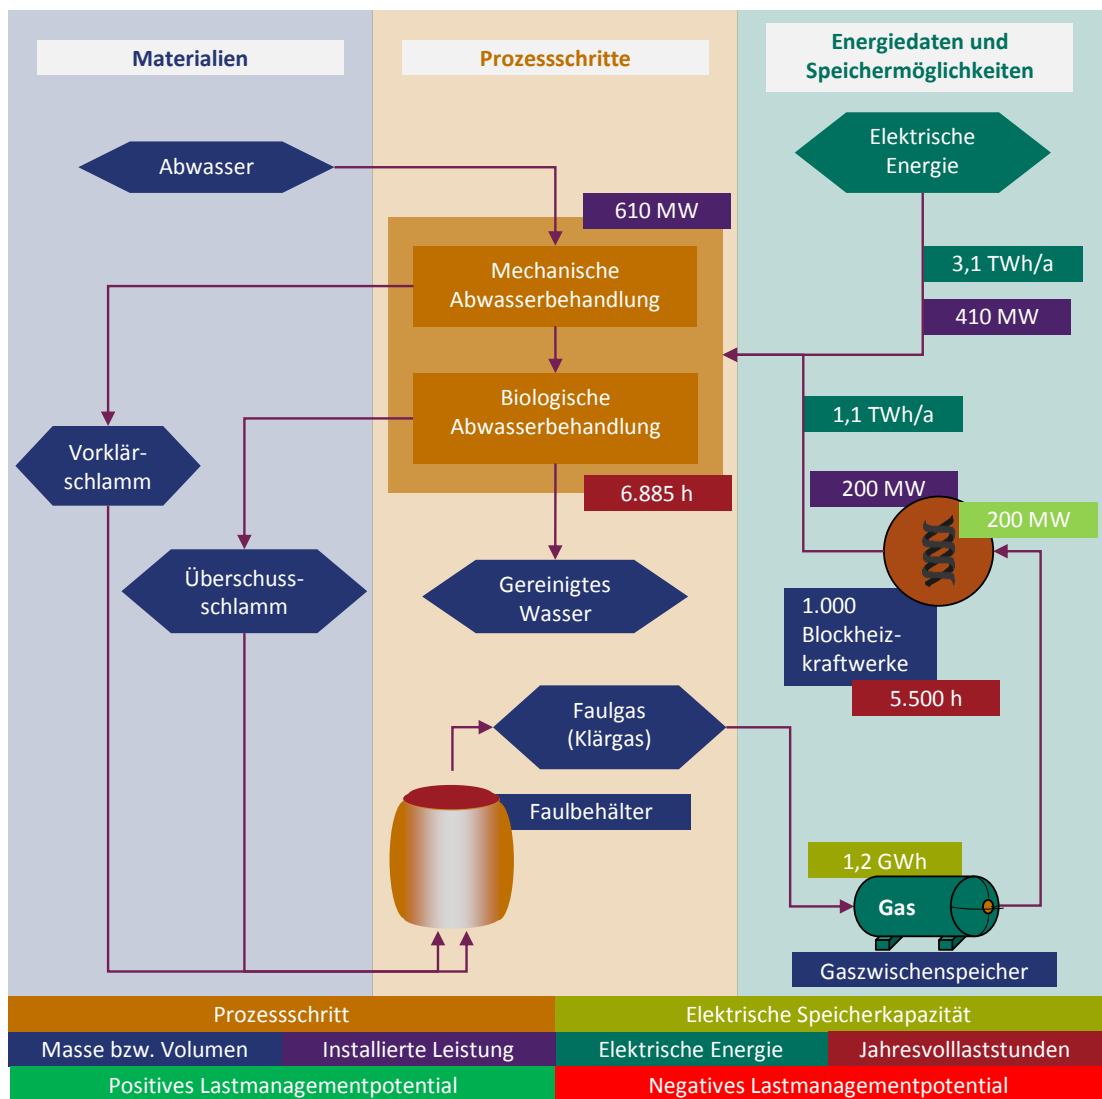 Materialien
Prozessschritte
Energiedaten und
Speichermöglichkeiten
Abwasser
Elektrische
Energie
610 MW
Mechanische
Abwasserbehandlung
3,1 TWh/a
410 MW
Biologische
Abwasserbehandlung
1,1 TWh/a
Vorklär-
schlamm
6.885 h
200 MW
200 MW
Überschuss-
schlamm
Gereinigtes
Wasser
1.000
Blockheiz-
kraftwerke
5.500 h
Faulgas
(Klärgas)
Faulbehälter
1,2 GWh
Gas
Gaszwischenspeicher
Prozessschritt
Elektrische Speicherkapazität
Masse bzw. Volumen
Installierte Leistung
Elektrische Energie
Jahresvolllaststunden
Positives Lastmanagementpotential
Negatives Lastmanagementpotential